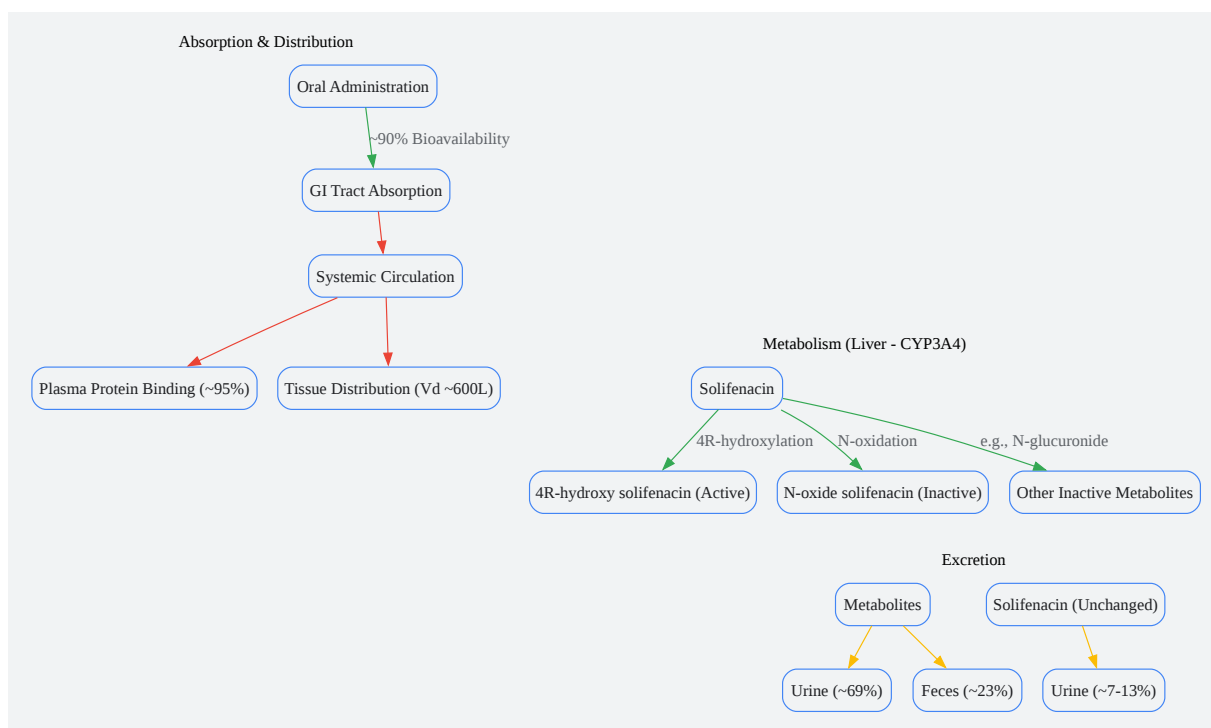 Absorption & Distribution
Oral Administration
~90% Bioavailability
GI Tract Absorption
Systemic Circulation
Plasma Protein Binding (~95%)
Tissue Distribution (Vd ~600L)
Metabolism (Liver - CYP3A4)
Solifenacin
4R-hydroxylation
N-oxidation
e.g., N-glucuronide
4R-hydroxy solifenacin (Active)
N-oxide solifenacin (Inactive)
Other Inactive Metabolites
Excretion
Metabolites
Solifenacin (Unchanged)
Urine (~69%)
Feces (~23%)
Urine (~7-13%)